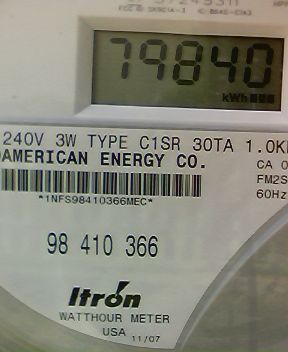 79840
kWh
240V 3W TYPE C1SR 30TA 1.0K
AMERICAN ENERGY CO.
CA 0
*1NFS98410366MEC*
FM2S
60Hz
98 410 366
Itron
WATTHOUR METER
USA 11/07